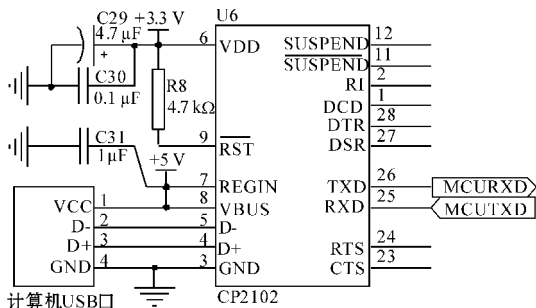 C29
+3.3 V
U6
4.7 μF
+
6
VDD
SUSPEND
12
SUSPEND
11
C30
0.1 μF
R8
4.7 kΩ
RI
2
DCD
1
DTR
28
DSR
27
C31
1μF
9
RST
+5 V
7
REGIN
TXD
26
MCURXD
VCC
1
8
VBUS
RXD
25
MCUTXD
D-
2
5
D-
D+
3
4
D+
RTS
24
GND
4
3
GND
CTS
23
计算机USB口
CP2102